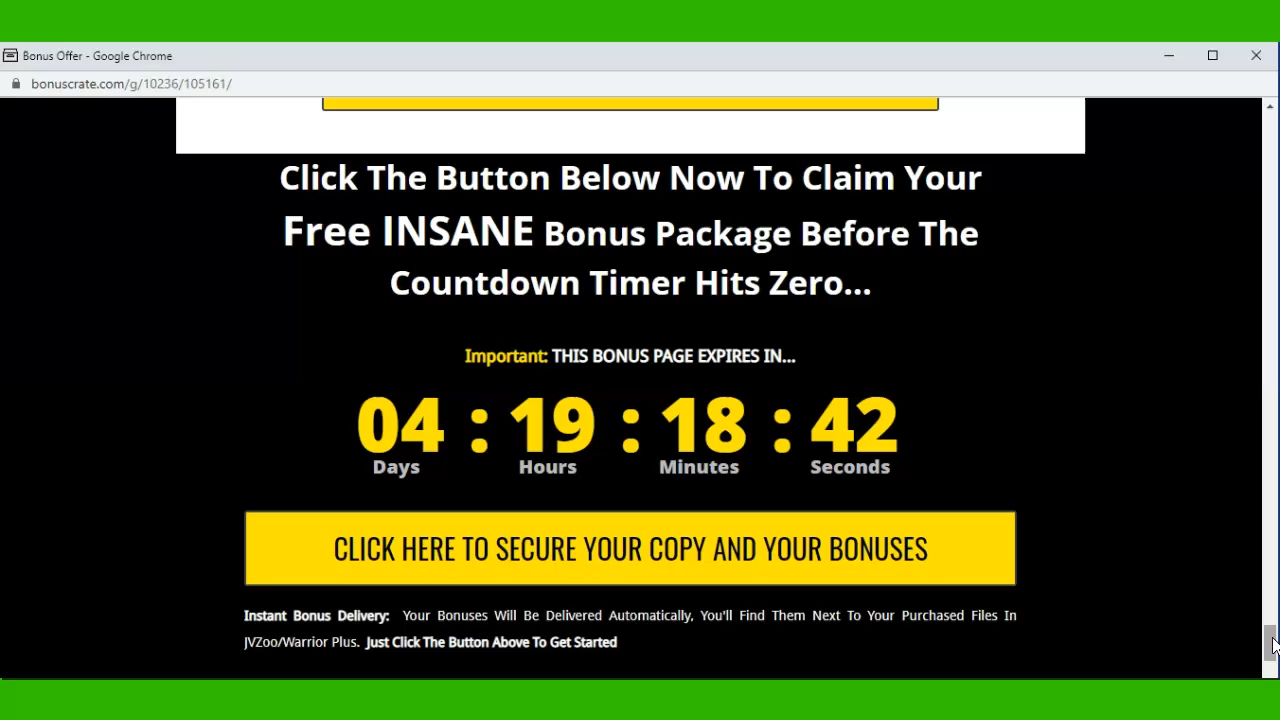 Bonus Offer - Google Chrome
bonuscrate.com/g/10236/105161/
Click The Button Below Now To Claim Your
Free INSANE Bonus Package Before The
Countdown Timer Hits Zero...
Important: THIS BONUS PAGE EXPIRES IN...
04 : 19 : 18 : 42
Days Hours Minutes Seconds
CLICK HERE TO SECURE YOUR COPY AND YOUR BONUSES
Instant Bonus Delivery: Your Bonuses Will Be Delivered Automatically, You'll Find Them Next To Your Purchased Files In
JVZoo/Warrior Plus. Just Click The Button Above To Get Started